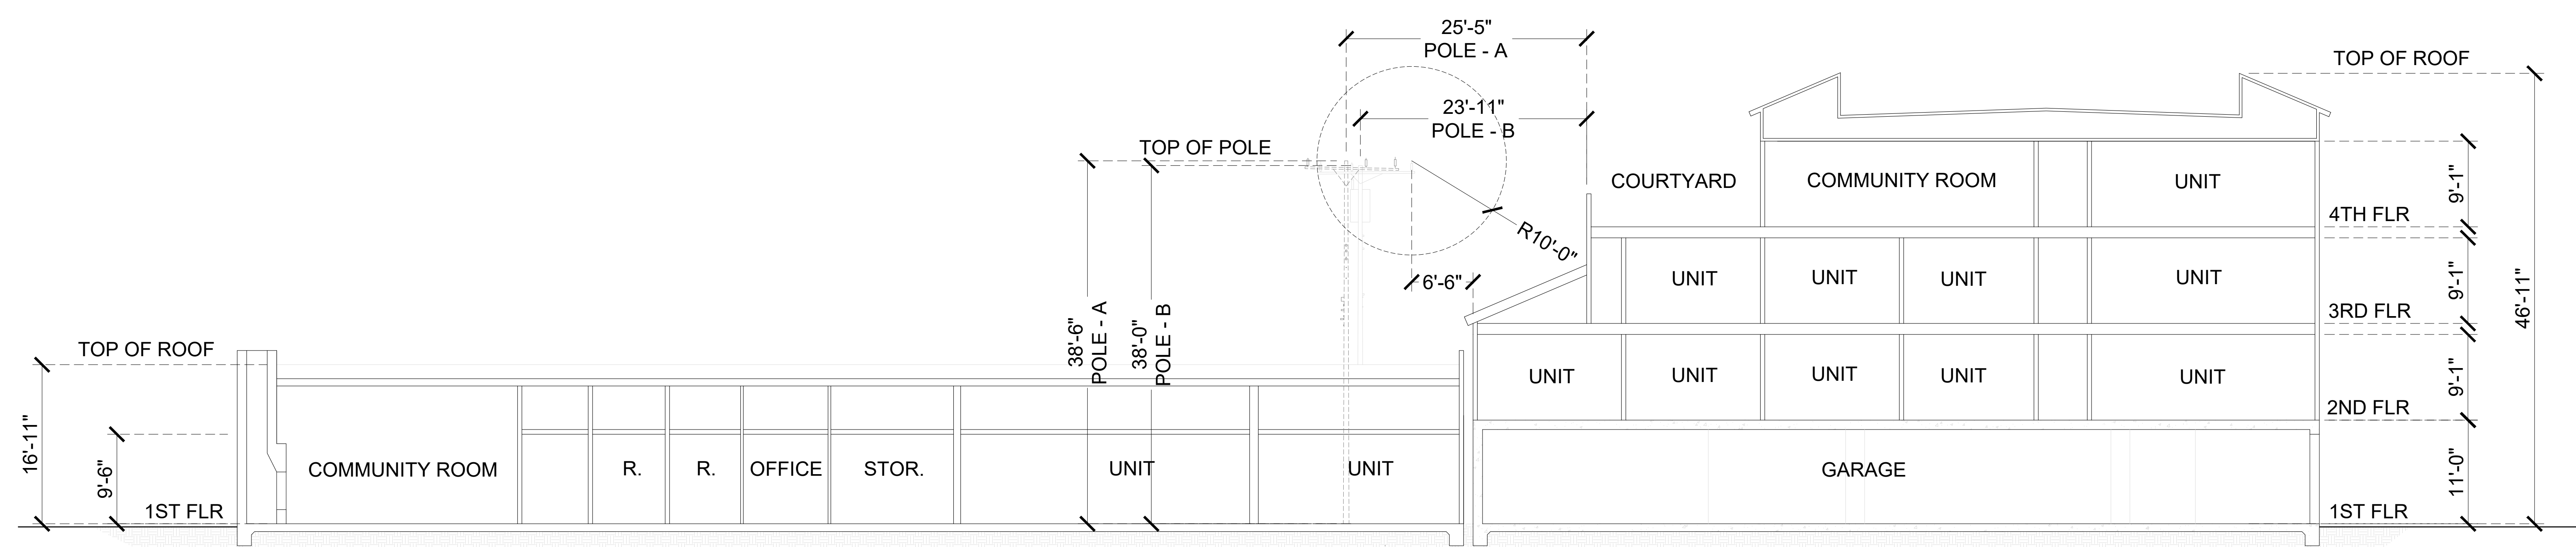 25'-5"
POLE - A
TOP OF ROOF
23'-11"
POLE - B
TOP OF POLE
COURTYARD
COMMUNITY ROOM
UNIT
9'-1"
4TH FLR
R10'-0"
6'-6"
UNIT
UNIT
UNIT
UNIT
9'-1"
46'-11"
3RD FLR
38'-6"
POLE - A
38'-0"
POLE - B
TOP OF ROOF
UNIT
UNIT
UNIT
UNIT
UNIT
9'-1"
2ND FLR
16'-11"
9'-6"
COMMUNITY ROOM
R.
R.
OFFICE
STOR.
UNIT
UNIT
GARAGE
11'-0"
1ST FLR
1ST FLR